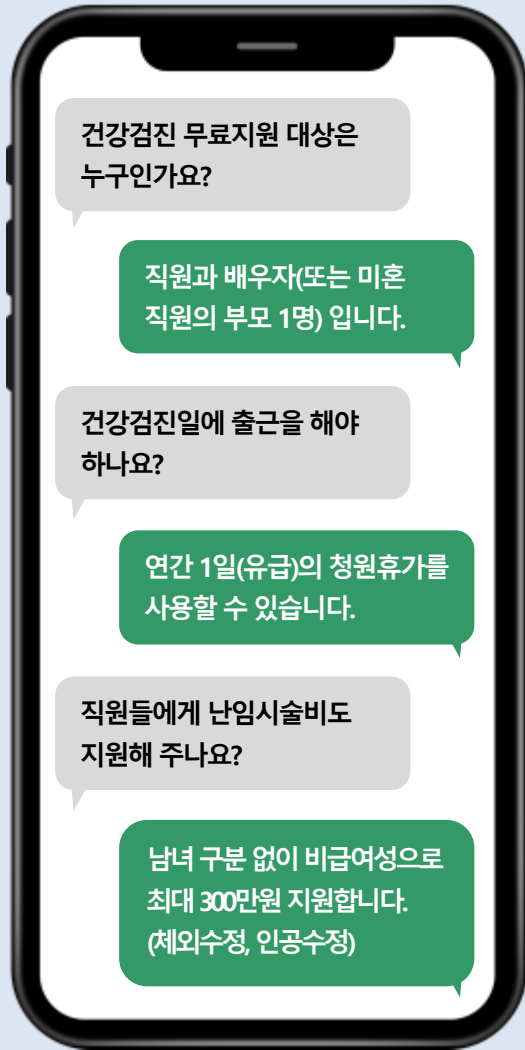 건강검진 무료지원 대상은
누구인가요?
직원과 배우자(또는 미혼
직원의 부모 1명) 입니다.
건강검진일에 출근을 해야
하나요?
연간 1일(유급)의 청원휴가를
사용할 수 있습니다.
직원들에게 난임시술비도
지원해 주나요?
남녀 구분 없이 비급여성으로
최대 300만원 지원합니다.
(체외수정, 인공수정)